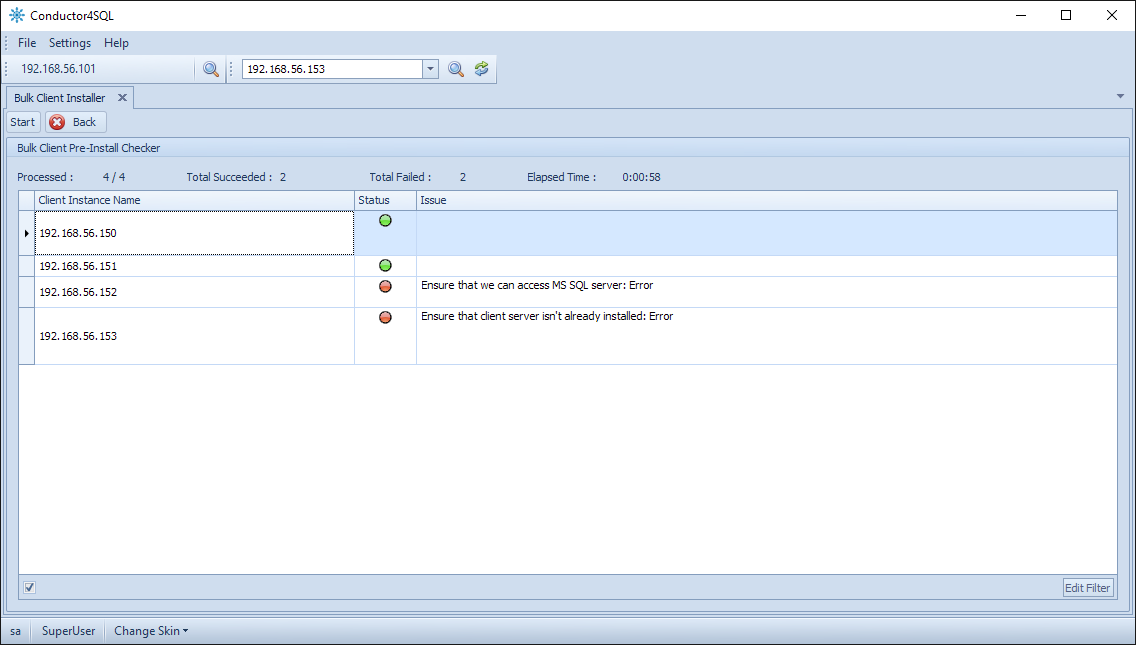 Conductor4SQL
File Settings Help
192.168.56.101 192.168.56.153
Bulk Client Installer
Start Back
Bulk Client Pre-Install Checker
Processed : 4 / 4 Total Succeeded : 2 Total Failed : 2 Elapsed Time : 0:00:58
Client Instance Name Status Issue
192.168.56.150
192.168.56.151
192.168.56.152 Ensure that we can access MS SQL server: Error
192.168.56.153 Ensure that client server isn't already installed: Error
Edit Filter
sa SuperUser Change Skin